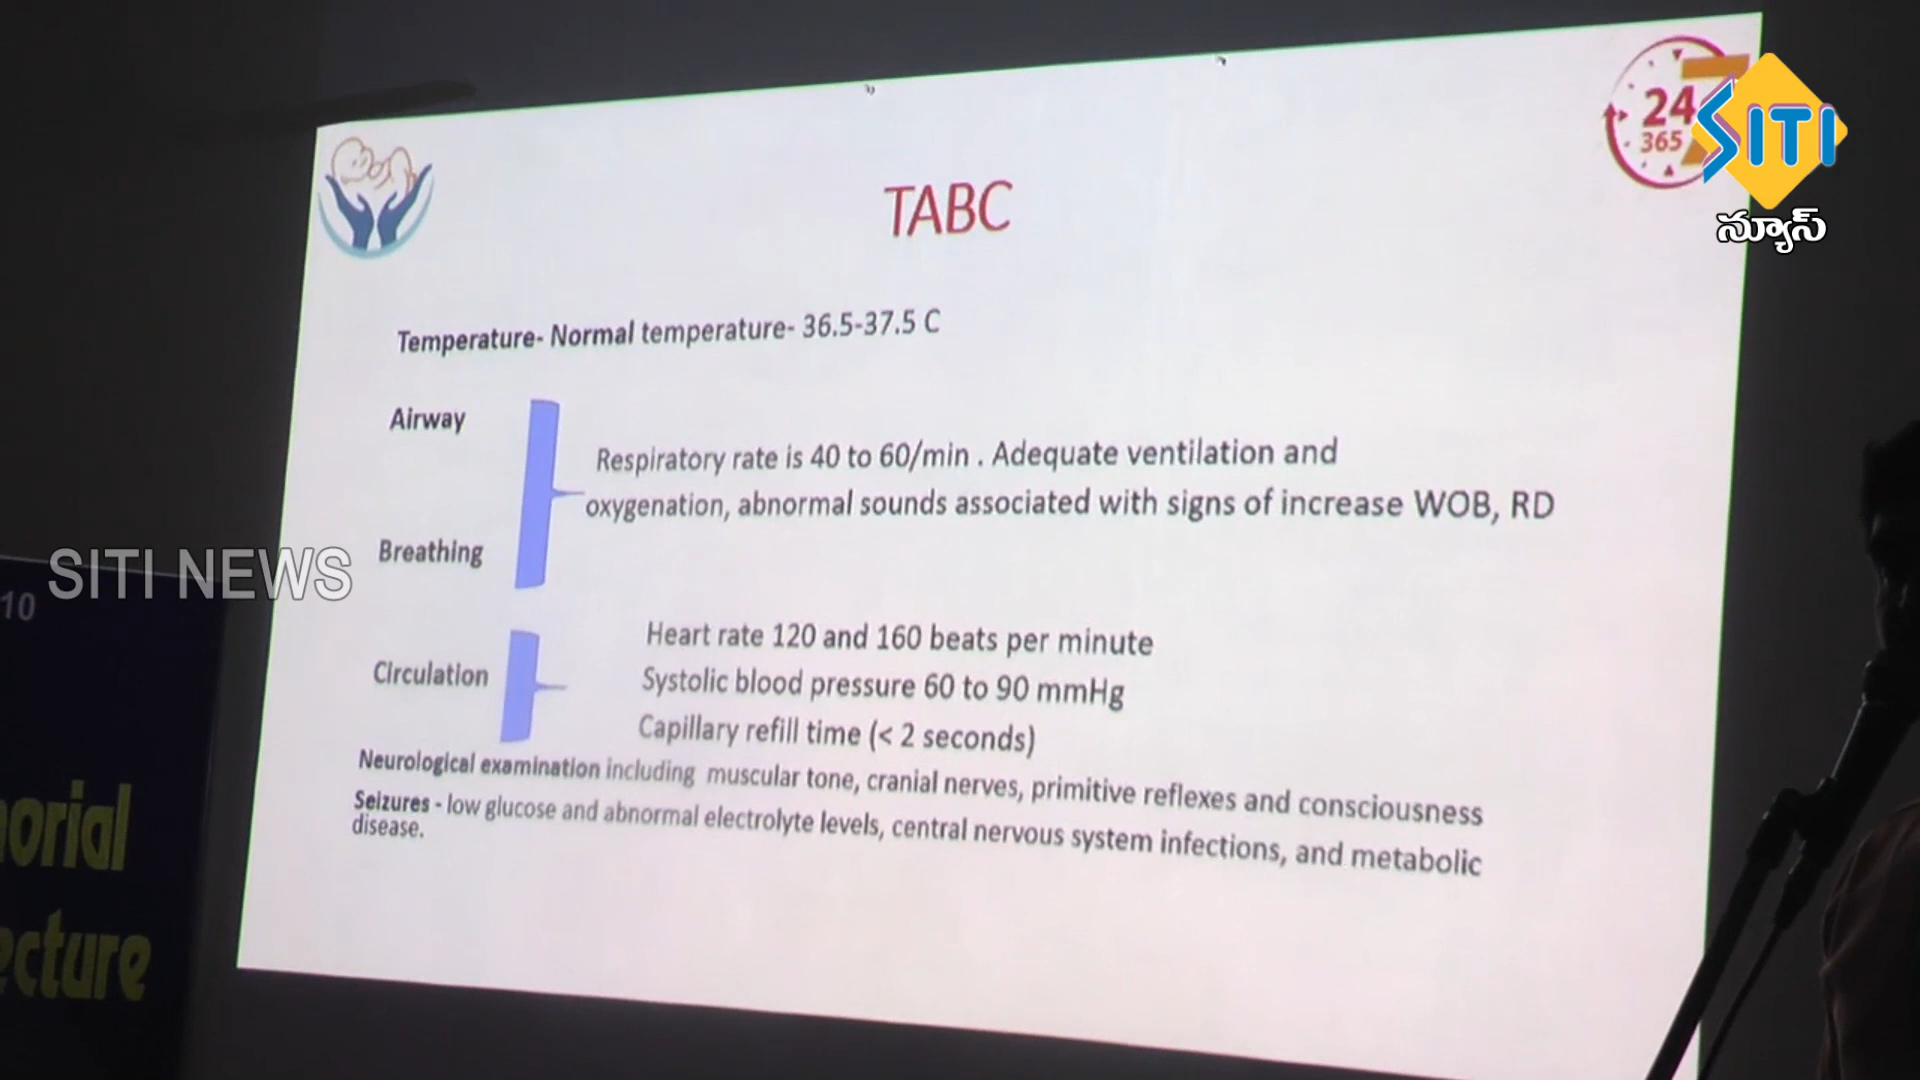 TABC
24
365
SITI
న్యూస్
Temperature- Normal temperature- 36.5-37.5 C
Airway
Respiratory rate is 40 to 60/min . Adequate ventilation and
oxygenation, abnormal sounds associated with signs of increase WOB, RD
Breathing
SITI NEWS
10
Heart rate 120 and 160 beats per minute
Circulation
Systolic blood pressure 60 to 90 mmHg
Capillary refill time (< 2 seconds)
Neurological examination including muscular tone, cranial nerves, primitive reflexes and consciousness
Seizures - low glucose and abnormal electrolyte levels, central nervous system infections, and metabolic
disease.
orial
ecture